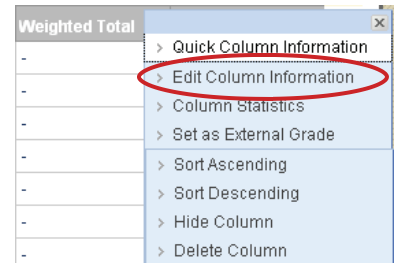 Weighted Total
> Quick Column Information
- > Edit Column Information
- > Column Statistics
- > Set as External Grade
- > Sort Ascending
- > Sort Descending
- > Hide Column
- > Delete Column